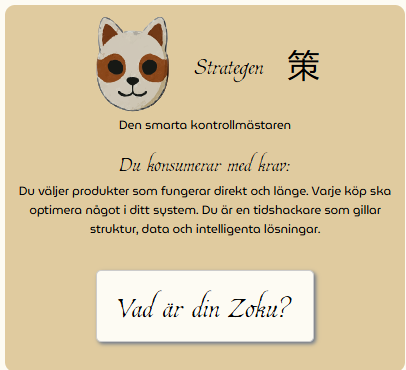 Strategen 策
Den smarta kontrollmästaren
Du konsumerar med krav:
Du väljer produkter som fungerar direkt och länge. Varje köp ska
optimera något i ditt system. Du är en tidshackare som gillar
struktur, data och intelligenta lösningar.
Vad är din Zoku?